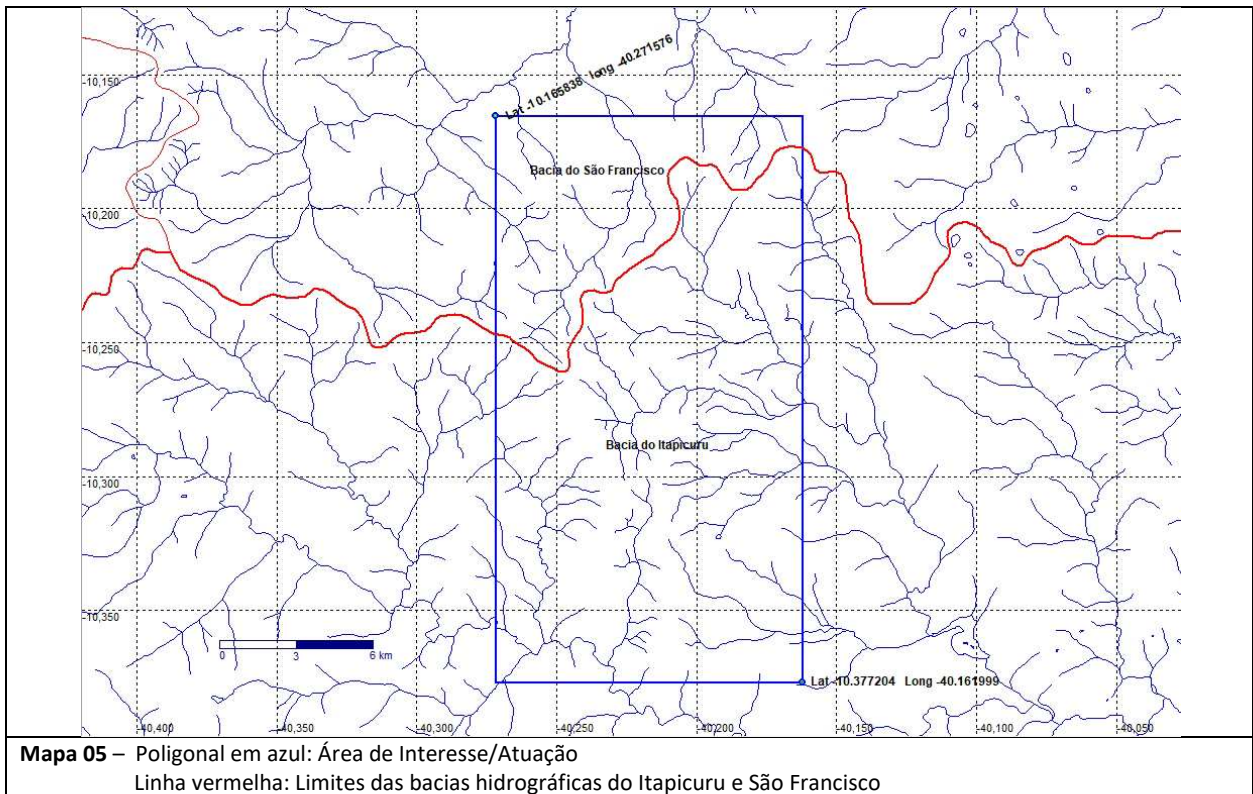 Lat -10.165838 long -40.271576
-10,150
Bacia do São Francisco
-10,200
-10,250
Bacia do Itapicuru
-10,300
-10,350
0 3 6 km
Lat -10.377204 Long -40.161999
-40,400 -40,350 -40,300 -40,250 -40,200 -40,150 -40,100 -40,050
Mapa 05 – Poligonal em azul: Área de Interesse/Atuação
Linha vermelha: Limites das bacias hidrográficas do Itapicuru e São Francisco